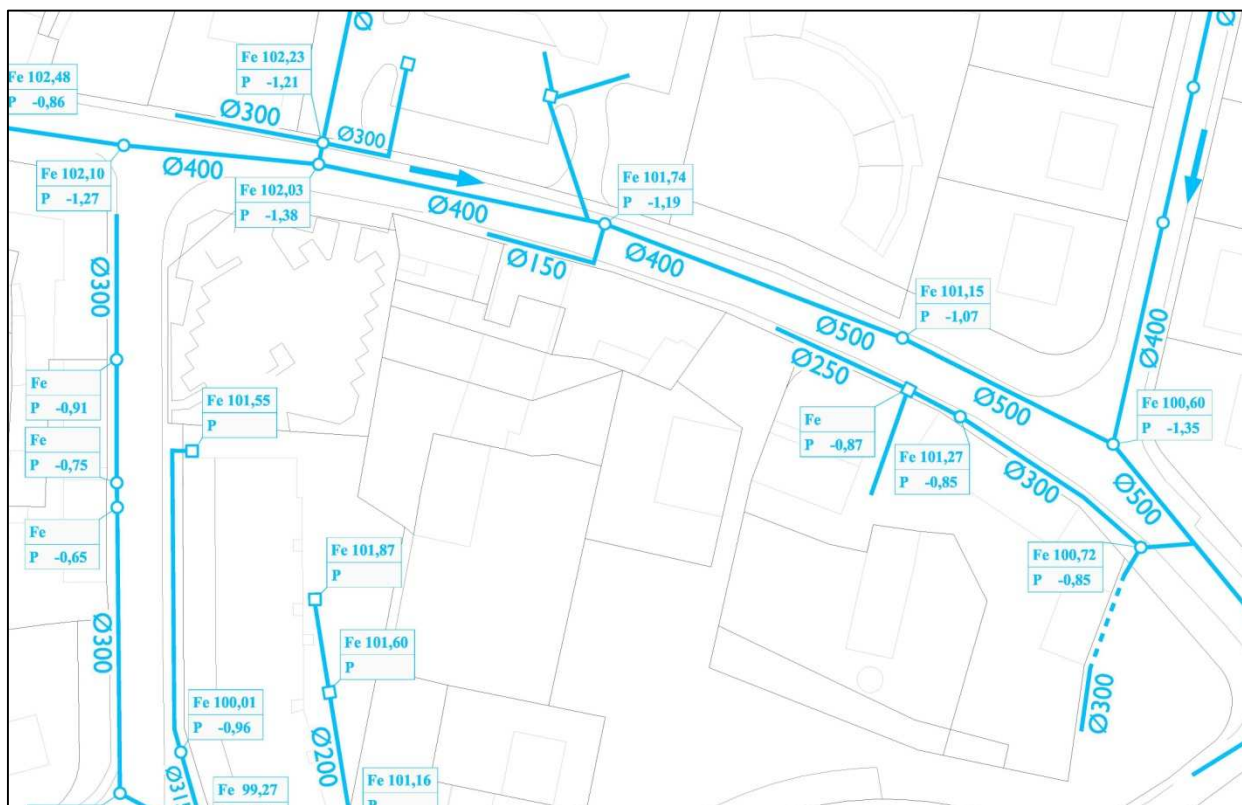 Ø
Ø
Fe 102,23
P -1,21
Fe 102,48
P -0,86
Ø300
Ø300
Ø400
Fe 102,10
P -1,27
Fe 102,03
P -1,38
Ø400
Fe 101,74
P -1,19
Ø150
Ø400
Ø300
Fe 101,15
P -1,07
Ø500
Ø400
Ø250
Fe
P -0,91
Fe 101,55
P
Ø500
Fe 100,60
P -1,35
Fe
P -0,87
Fe
P -0,75
Fe 101,27
P -0,85
Ø300
Ø500
Fe
P -0,65
Fe 101,87
P
Fe 100,72
P -0,85
Ø300
Fe 101,60
P
Fe 100,01
P -0,96
Ø300
Ø200
Fe 99,27
Fe 101,16
P